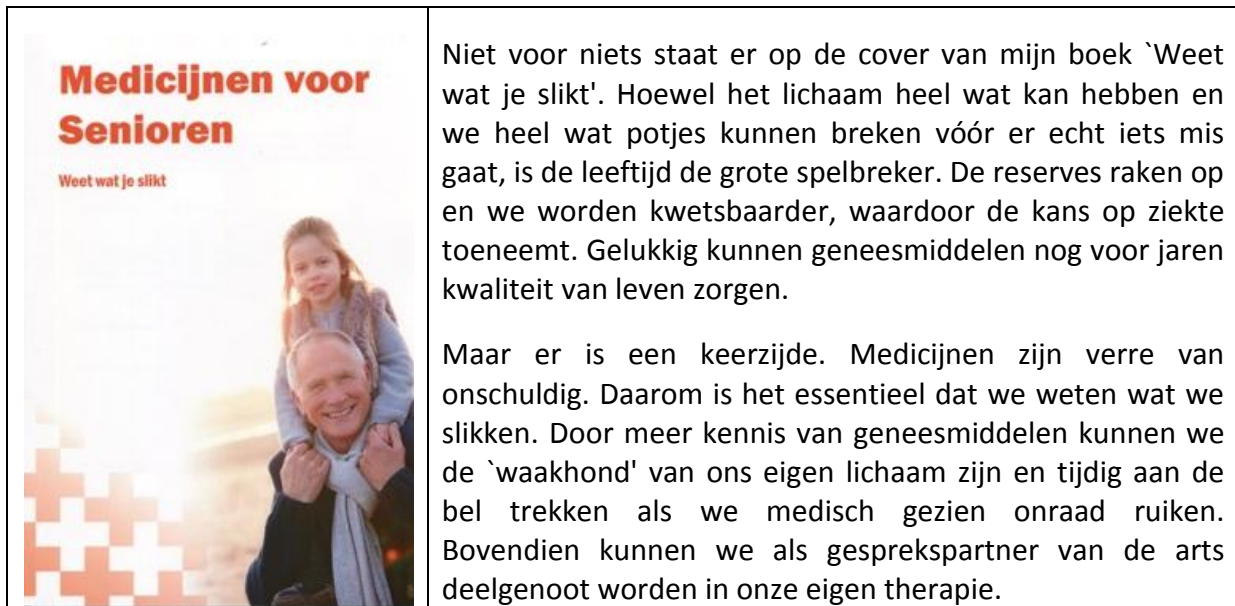 Medicijnen voor
Senioren
Weet wat je slikt
Niet voor niets staat er op de cover van mijn boek `Weet
wat je slikt'. Hoewel het lichaam heel wat kan hebben en
we heel wat potjes kunnen breken vóór er echt iets mis
gaat, is de leeftijd de grote spelbreker. De reserves raken op
en we worden kwetsbaarder, waardoor de kans op ziekte
toeneemt. Gelukkig kunnen geneesmiddelen nog voor jaren
kwaliteit van leven zorgen.
Maar er is een keerzijde. Medicijnen zijn verre van
onschuldig. Daarom is het essentieel dat we weten wat we
slikken. Door meer kennis van geneesmiddelen kunnen we
de `waakhond' van ons eigen lichaam zijn en tijdig aan de
bel trekken als we medisch gezien onraad ruiken.
Bovendien kunnen we als gesprekspartner van de arts
deelgenoot worden in onze eigen therapie.